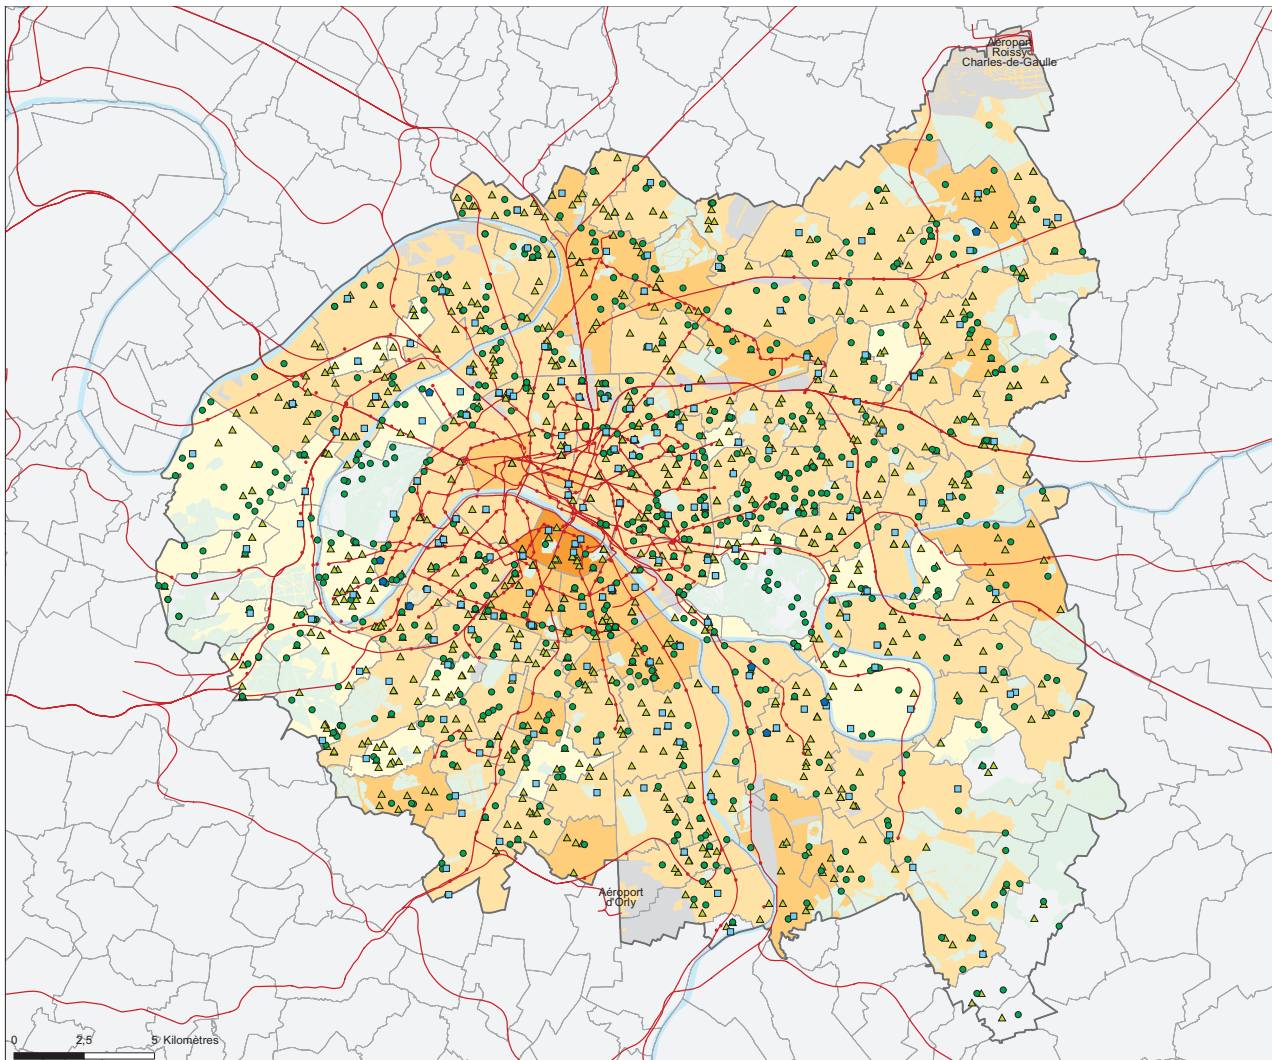 Aéroport
Roissy
Charles-de-Gaulle
Aéroport
d'Orly
0 2,5 5 Kilomètres